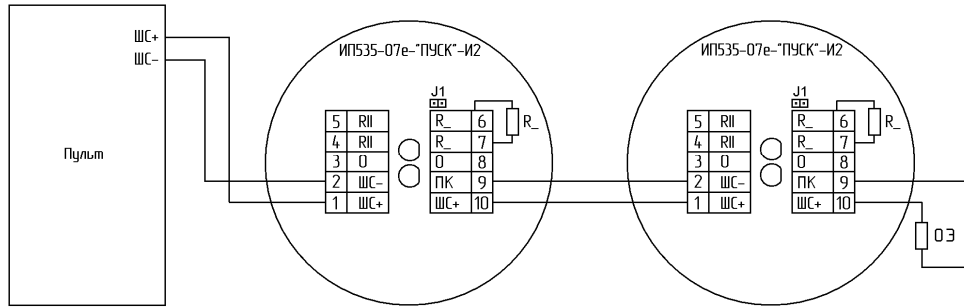 ШС+
ШС-
Пульт
ИП535-07е-"ПУСК"-И2
5 RII
4 RII
3 0
2 ШС-
1 ШС+
J1
R_ 6
R_ 7
0 8
ПК 9
ШС+ 10
R_
ИП535-07е-"ПУСК"-И2
5 RII
4 RII
3 0
2 ШС-
1 ШС+
J1
R_ 6
R_ 7
0 8
ПК 9
ШС+ 10
R_
ОЭ